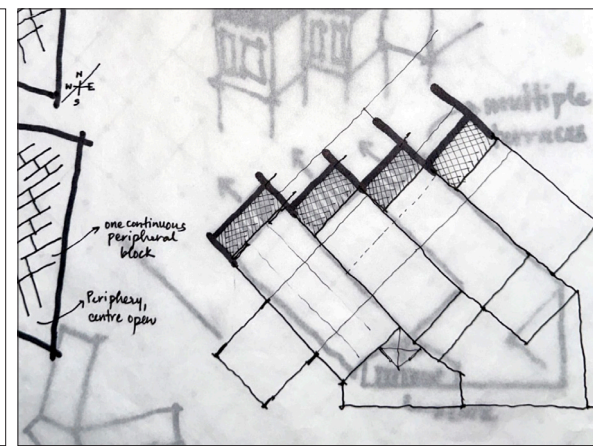 N
N E
S
one continuous
peripheral
block
Periphery,
centre open
multiple
terraces